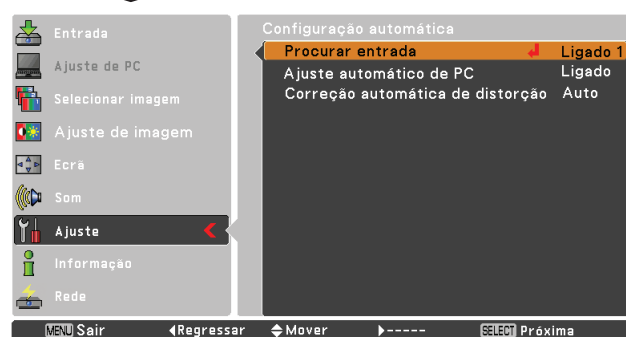 Entrada
Ajuste de PC
Selecionar imagem
Ajuste de imagem
Ecrã
Som
Ajuste
Informação
Rede
Configuração automática
Procurar entrada Ligado 1
Ajuste automático de PC Ligado
Correção automática de distorção Auto
MENU Sair Regressar Mover ----- SELECT Próxima